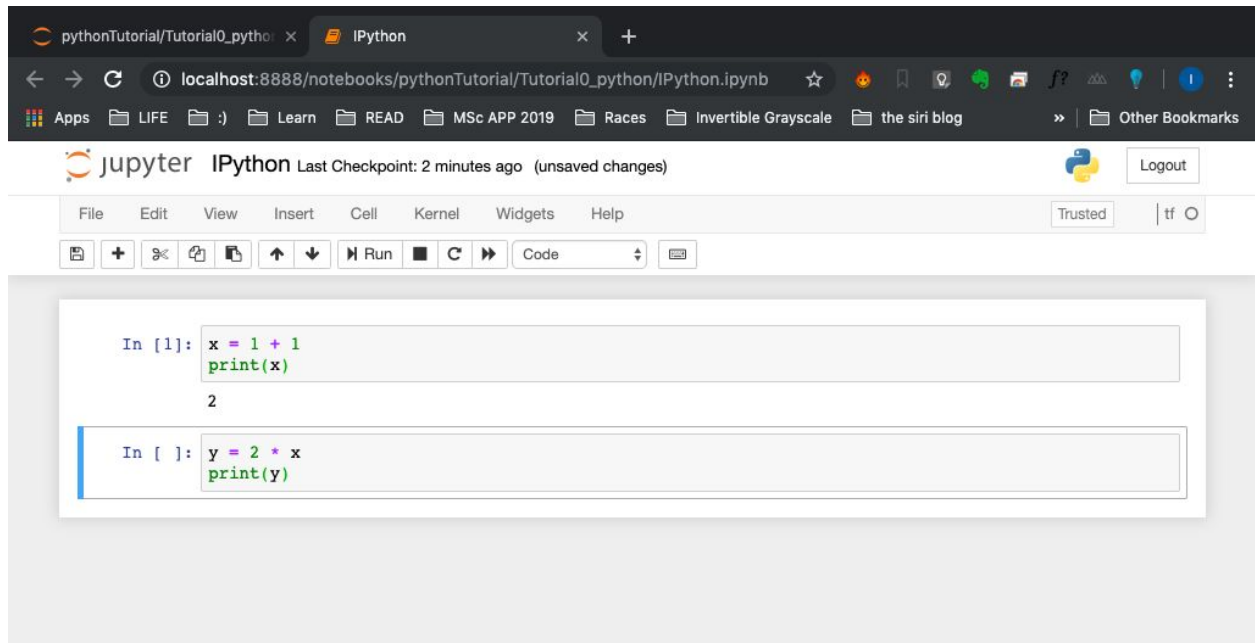 pythonTutorial/Tutorial0_pytho IPython
localhost:8888/notebooks/pythonTutorial/Tutorial0_python/IPython.ipynb f? I
Apps LIFE :) Learn READ MSc APP 2019 Races Invertible Grayscale the siri blog » Other Bookmarks
jupyter IPython Last Checkpoint: 2 minutes ago (unsaved changes) Logout
File Edit View Insert Cell Kernel Widgets Help Trusted tf
Run Code
In [1]: x = 1 + 1
print(x)
2
In [ ]: y = 2 * x
print(y)